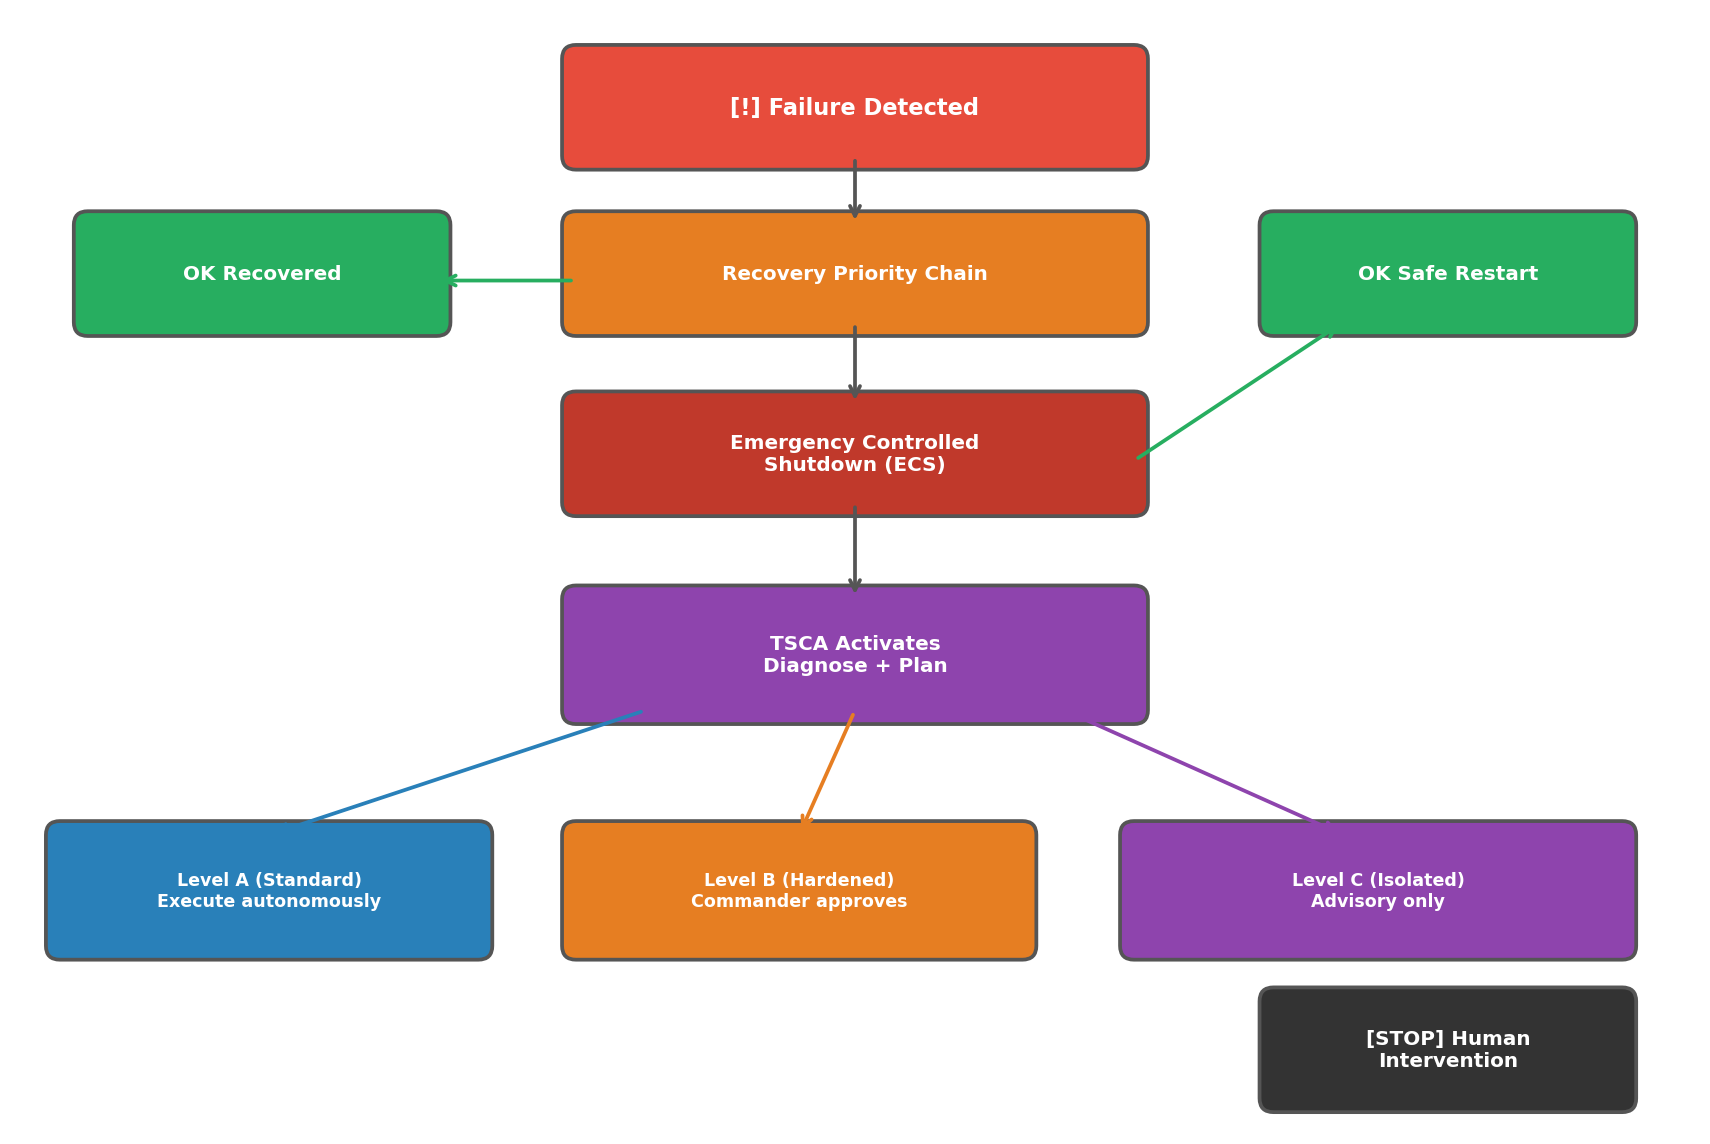 [!] Failure Detected
OK Recovered
Recovery Priority Chain
OK Safe Restart
Emergency Controlled
Shutdown (ECS)
TSCA Activates
Diagnose + Plan
Level A (Standard)
Execute autonomously
Level B (Hardened)
Commander approves
Level C (Isolated)
Advisory only
[STOP] Human
Intervention